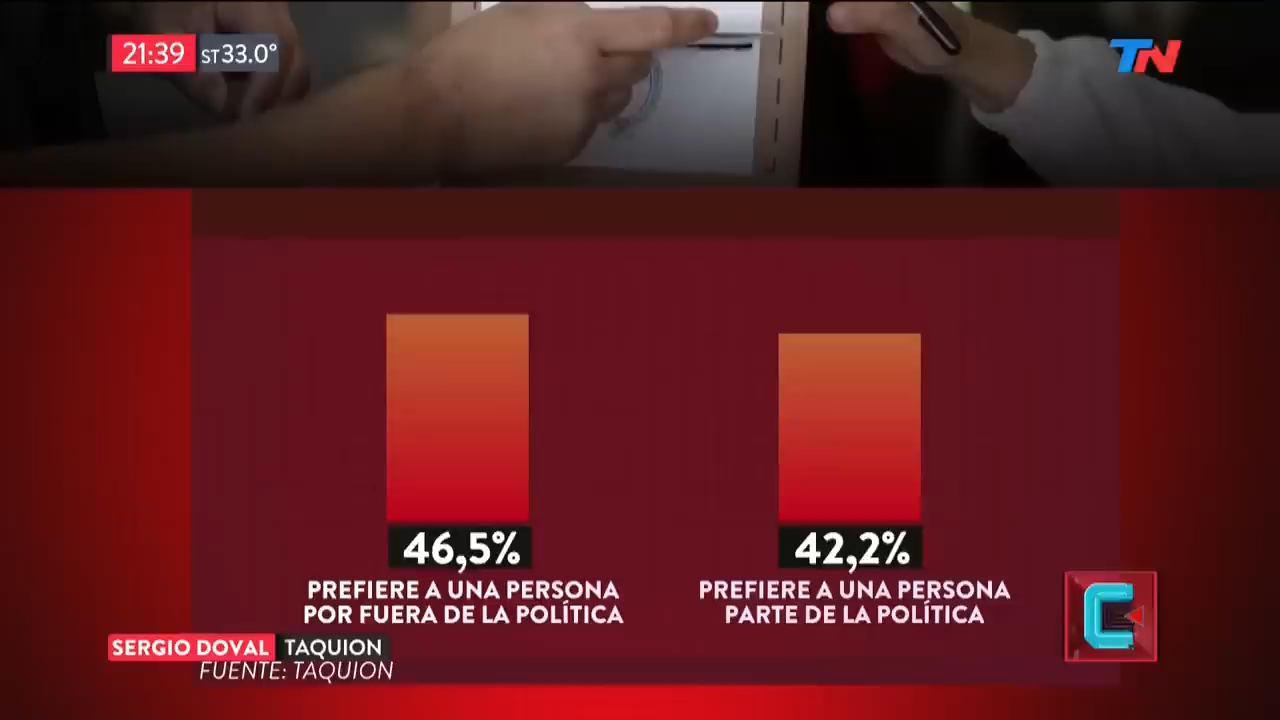 21:39 ST33.0°
TN
46,5%
PREFIERE A UNA PERSONA
POR FUERA DE LA POLÍTICA
42,2%
PREFIERE A UNA PERSONA
PARTE DE LA POLÍTICA
SERGIO DOVAL TAQUION
FUENTE: TAQUION
C